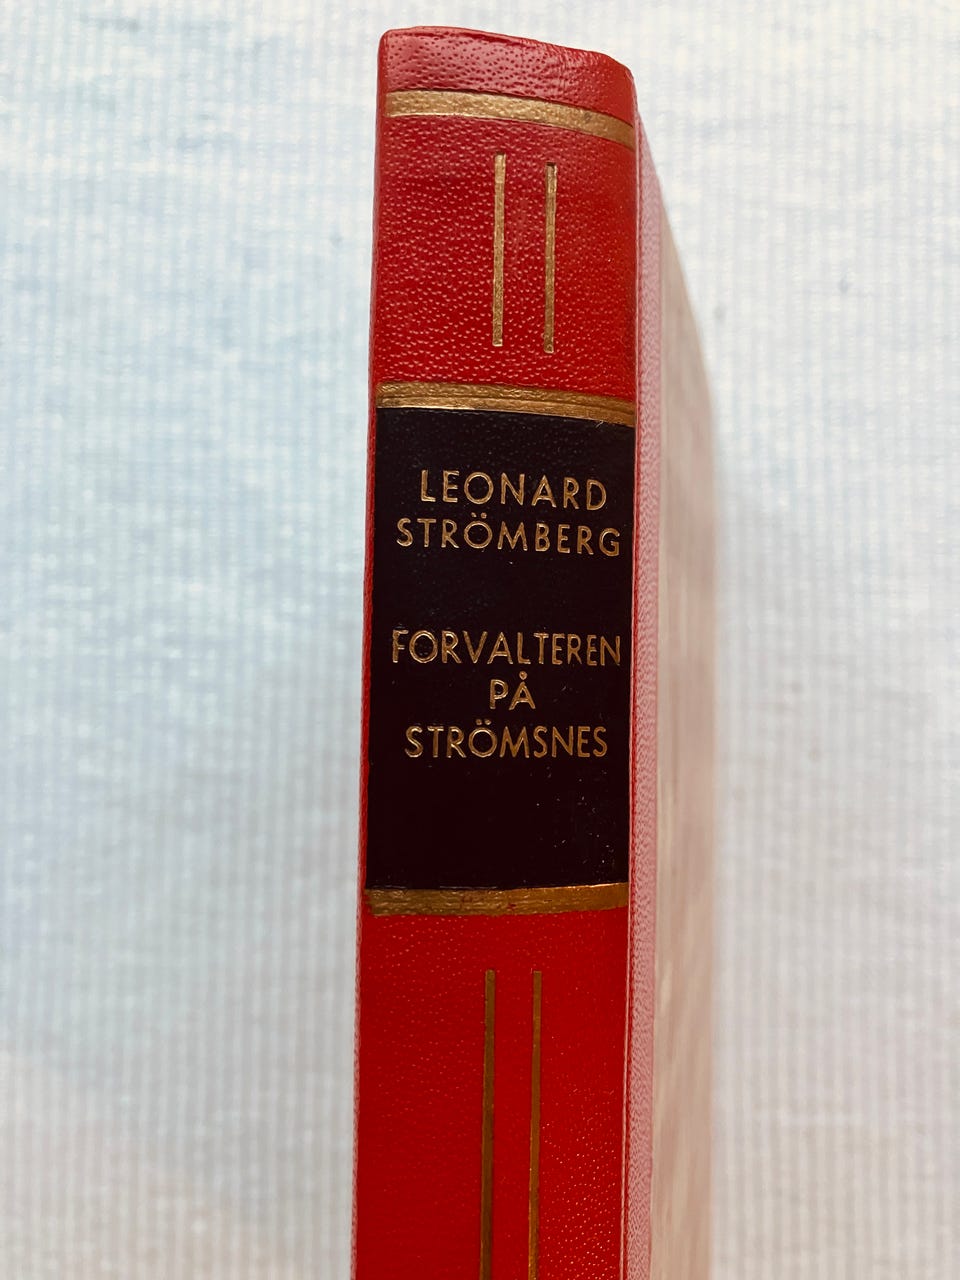 LEONARD
STRÖMBERG
FORVALTEREN
PÅ
STRÖMSNES